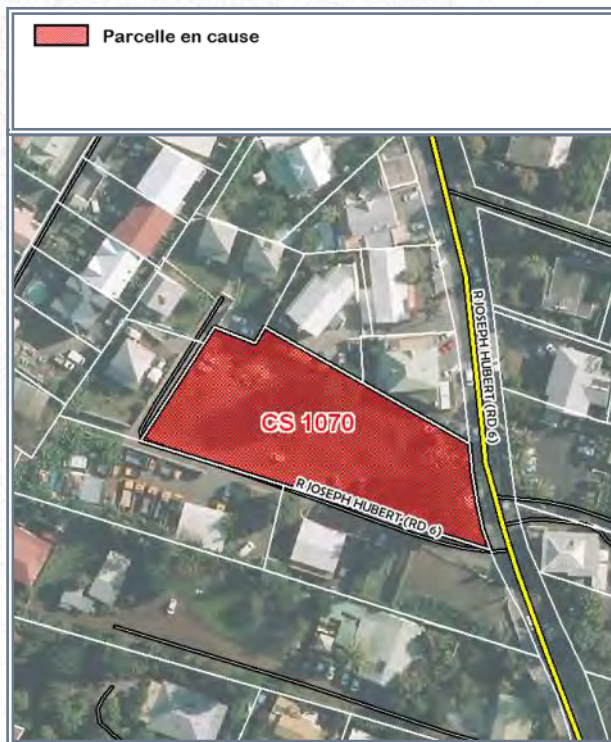 Parcelle en cause
R JOSEPH HUBERT (RD 6)
CS 1070
R JOSEPH HUBERT (RD 6)